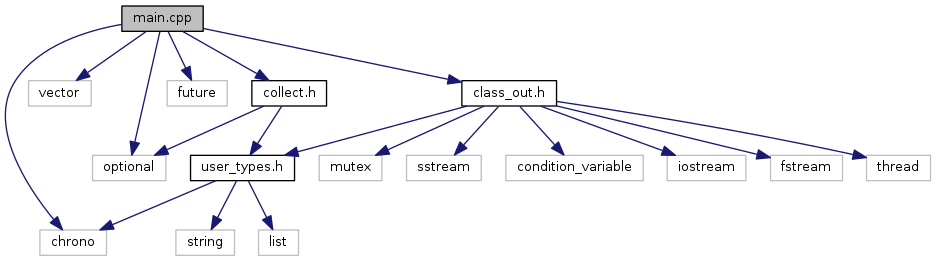 main.cpp
vector
future
collect.h
class_out.h
optional
user_types.h
mutex
sstream
condition_variable
iostream
fstream
thread
chrono
string
list